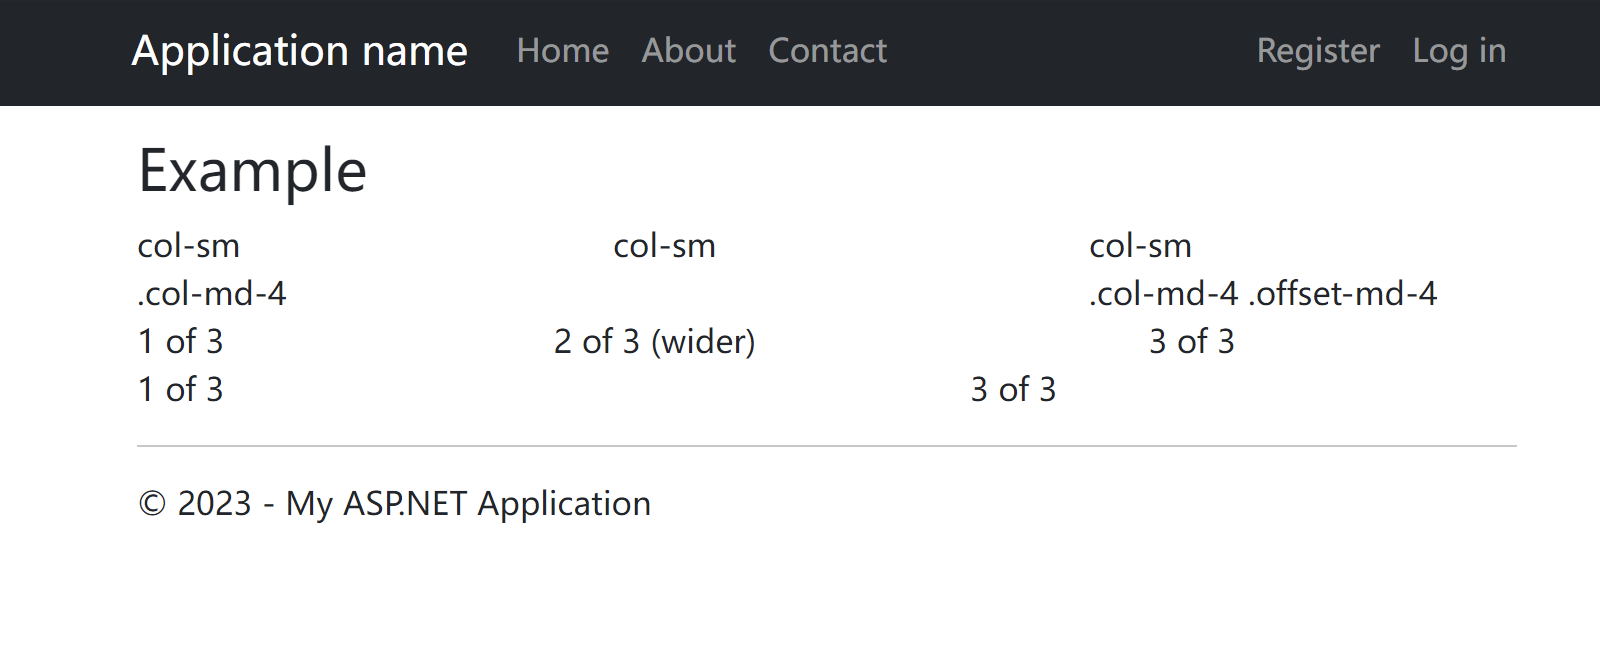 Application name Home About Contact Register Log in
Example
col-sm col-sm col-sm
.col-md-4 .col-md-4 .offset-md-4
1 of 3 2 of 3 (wider) 3 of 3
1 of 3 3 of 3
© 2023 - My ASP.NET Application